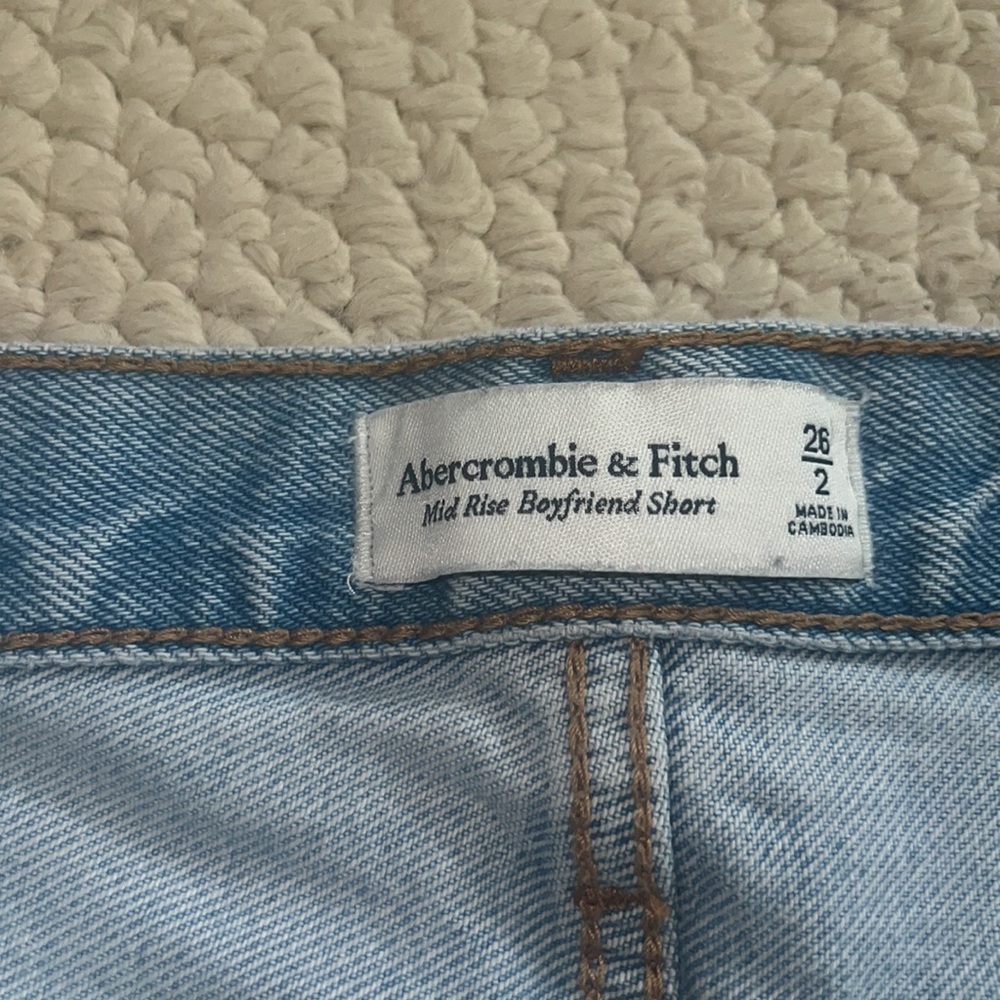 Abercrombie & Fitch
Mid Rise Boyfriend Short
26
2
MADE IN
CAMBODIA